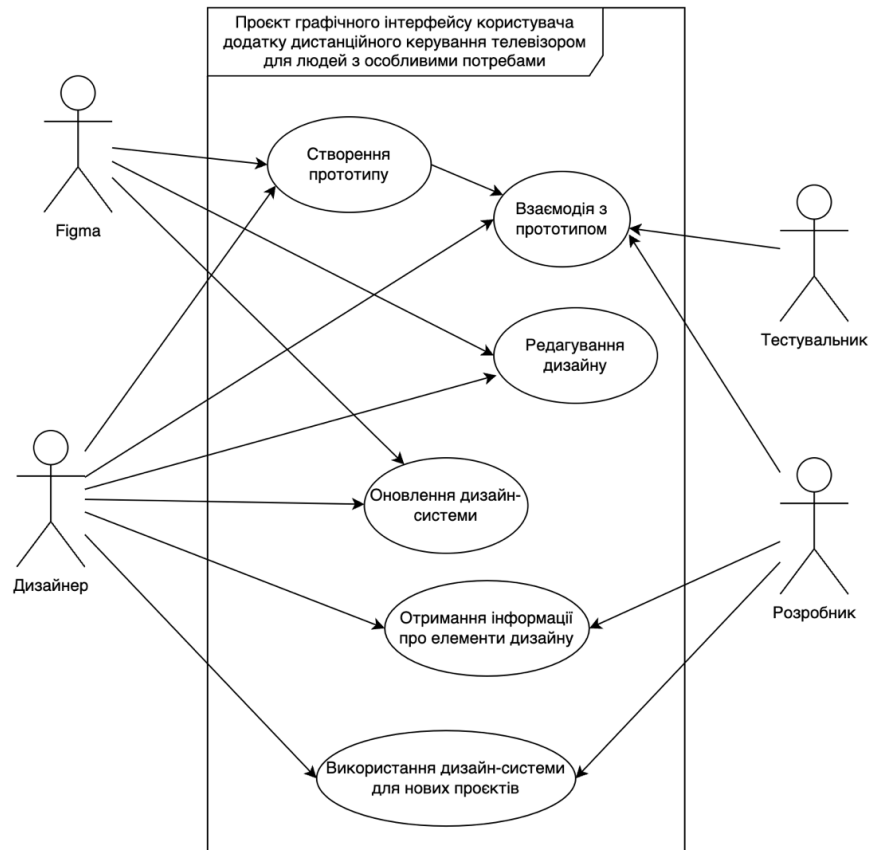 Проєкт графічного інтерфейсу користувача
додатку дистанційного керування телевізором
для людей з особливими потребами
Створення
прототипу
Взаємодія з
прототипом
Figma
Редагування
дизайну
Тестувальник
Оновлення дизайн-
системи
Дизайнер
Отримання інформації
про елементи дизайну
Розробник
Використання дизайн-системи
для нових проєктів